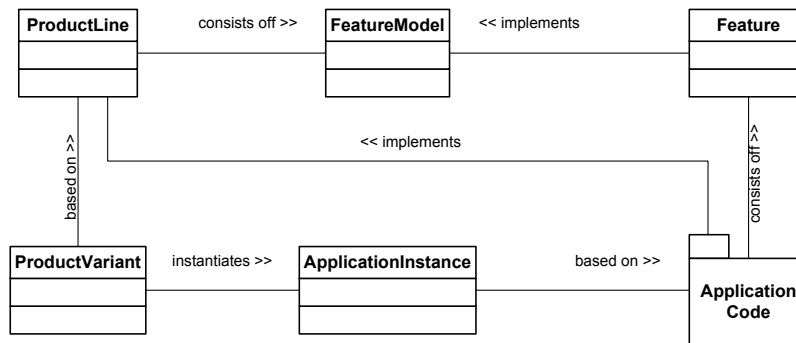 ProductLine
consists off >>
FeatureModel
<< implements
Feature
<< implements
based on >>
consists off >>
ProductVariant
instantiates >>
ApplicationInstance
based on >>
Application
Code